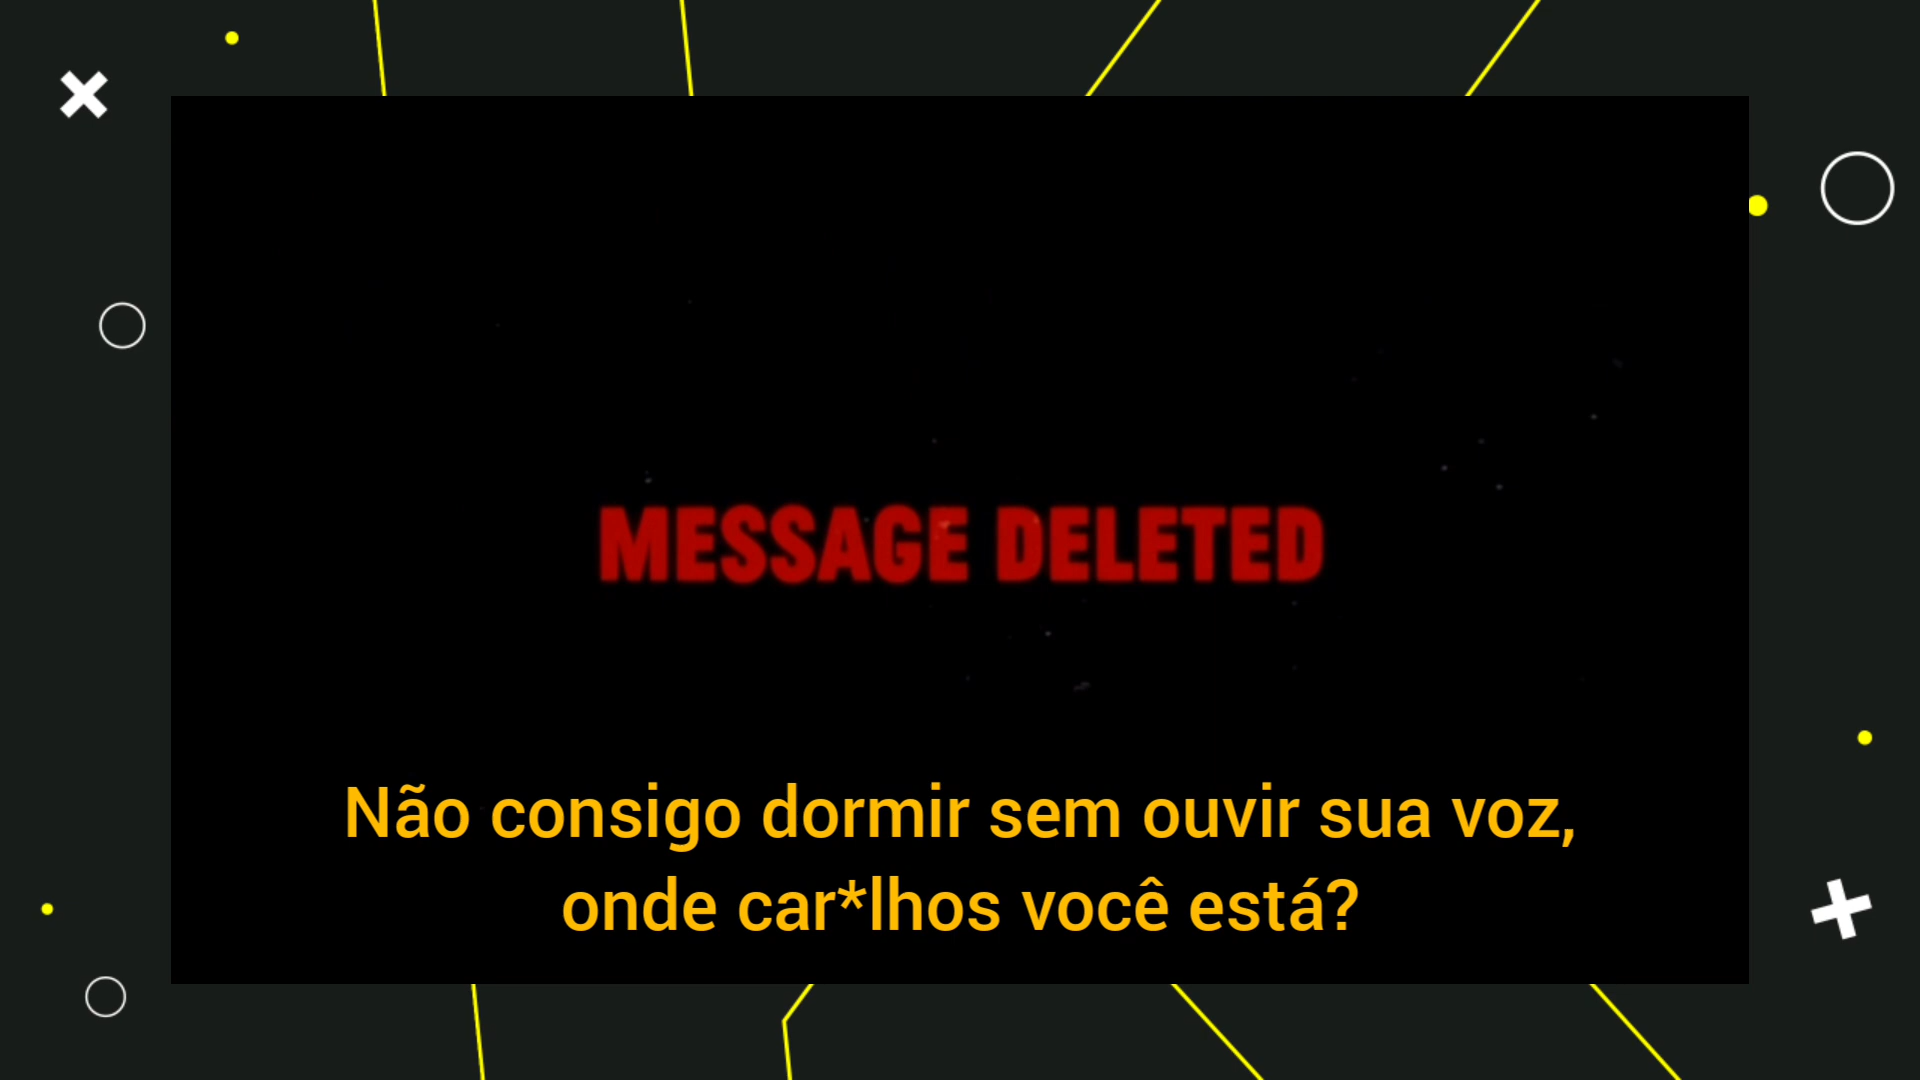 MESSAGE DELETED
Não consigo dormir sem ouvir sua voz,
onde car*lhos você está?